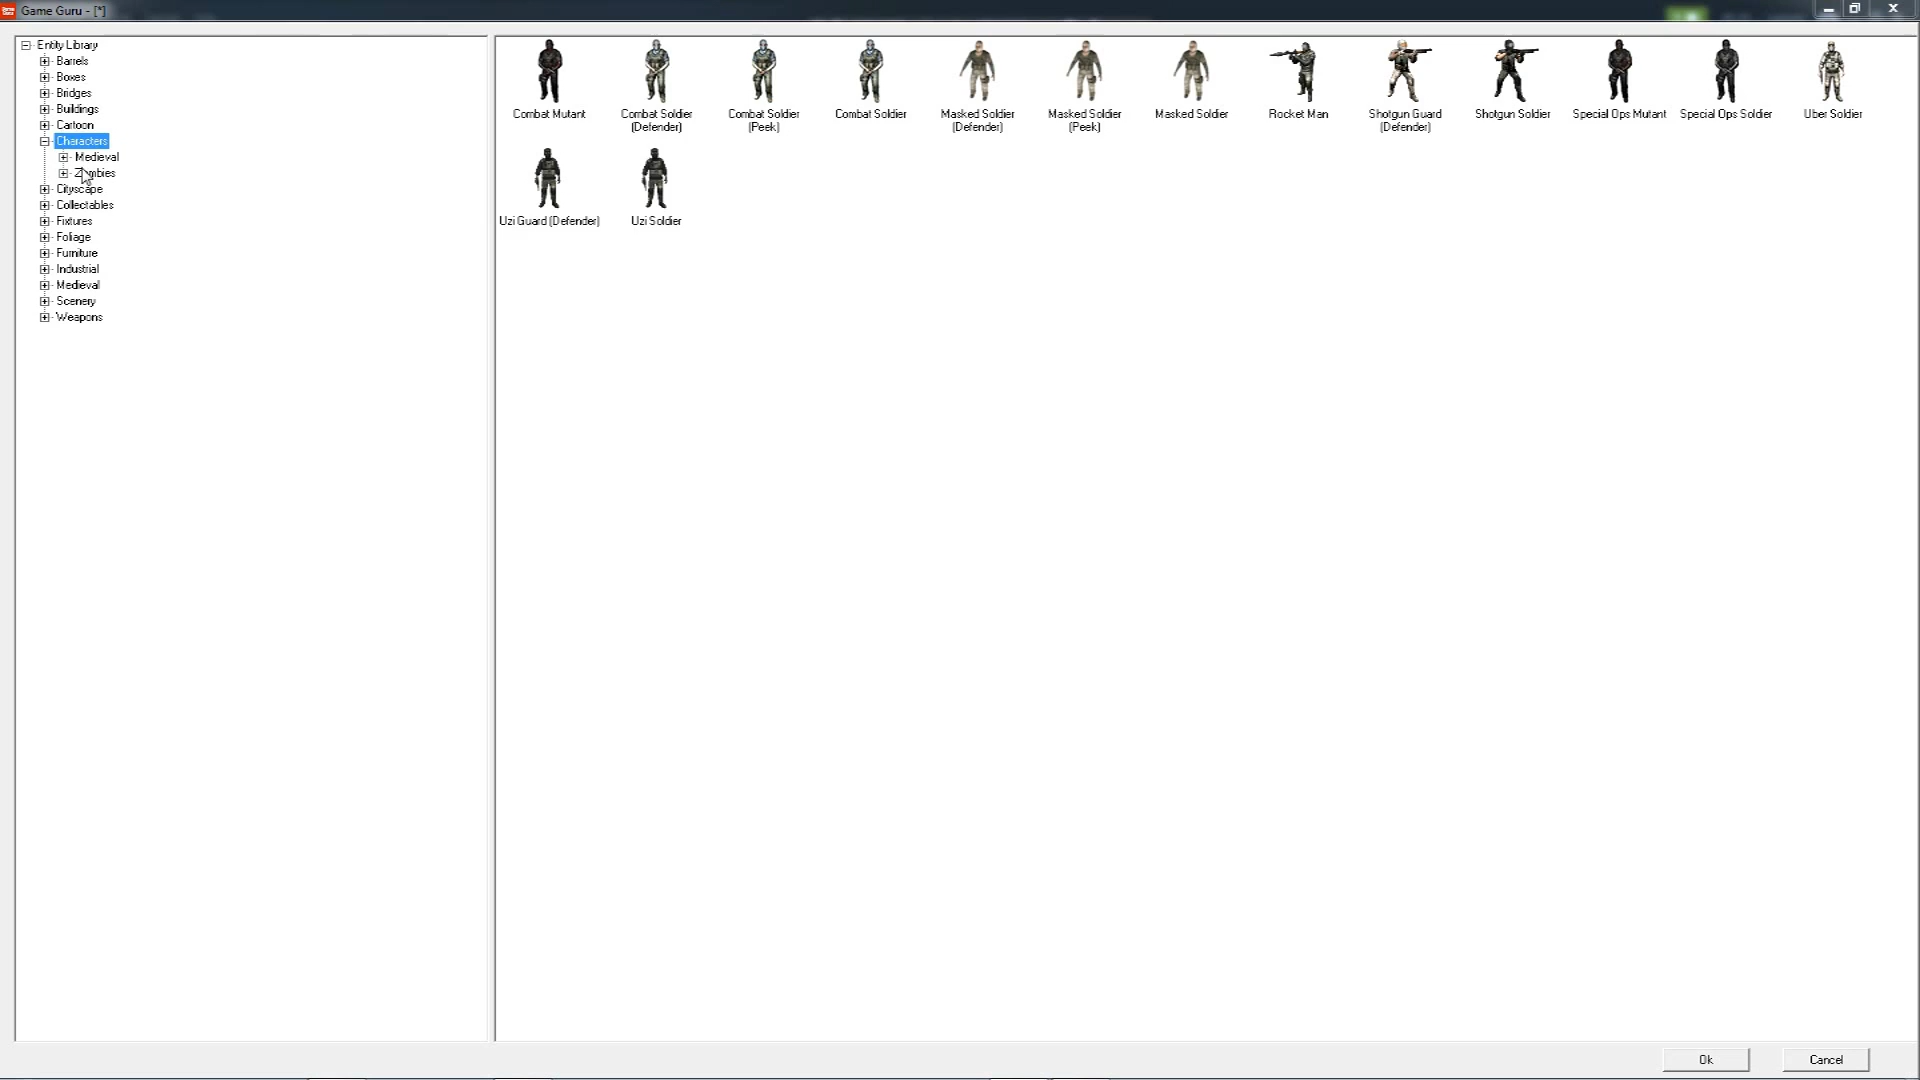 Game Guru - [*]
Entity Library
Barrels
Boxes
Bridges
Buildings
Cartoon
Characters
Medieval
Zombies
Cityscape
Collectables
Fixtures
Foliage
Furniture
Industrial
Medieval
Scenery
Weapons
Combat Mutant
Combat Soldier
(Defender)
Combat Soldier
(Peek)
Combat Soldier
Masked Soldier
(Defender)
Masked Soldier
(Peek)
Masked Soldier
Rocket Man
Shotgun Guard
(Defender)
Shotgun Soldier
Special Ops Mutant
Special Ops Soldier
Uber Soldier
Uzi Guard (Defender)
Uzi Soldier
Ok
Cancel